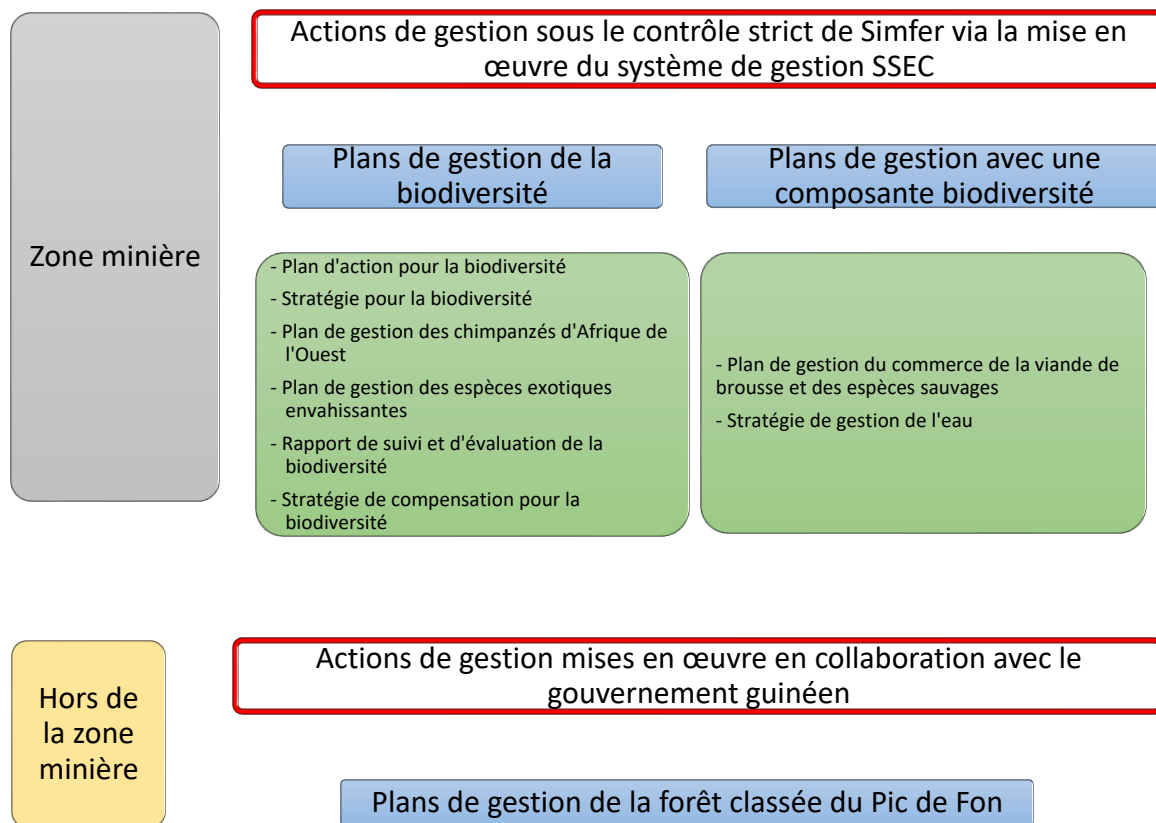 Actions de gestion sous le contrôle strict de Simfer via la mise en
œuvre du système de gestion SSEC
Zone minière
Plans de gestion de la
biodiversité
- Plan d'action pour la biodiversité
- Stratégie pour la biodiversité
- Plan de gestion des chimpanzés d'Afrique de
l'Ouest
- Plan de gestion des espèces exotiques
envahissantes
- Rapport de suivi et d'évaluation de la
biodiversité
- Stratégie de compensation pour la
biodiversité
Plans de gestion avec une
composante biodiversité
- Plan de gestion du commerce de la viande de
brousse et des espèces sauvages
- Stratégie de gestion de l'eau
Hors de
la zone
minière
Actions de gestion mises en œuvre en collaboration avec le
gouvernement guinéen
Plans de gestion de la forêt classée du Pic de Fon